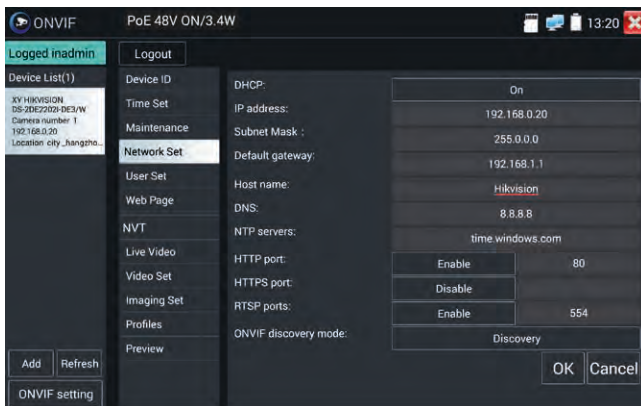 ONVIF
PoE 48V ON/3.4W
13:20
Logged inadmin
Logout
Device List(1)
XY HIKVISION
DS-2DE2202I-DE3/W
Camera number 1
192.168.0.20
Location city_hangzho...
Add
Refresh
ONVIF setting
Device ID
Time Set
Maintenance
Network Set
User Set
Web Page
NVT
Live Video
Video Set
Imaging Set
Profiles
Preview
DHCP: On
IP address: 192.168.0.20
Subnet Mask : 255.0.0.0
Default gateway: 192.168.1.1
Host name: Hikvision
DNS: 8.8.8.8
NTP servers: time.windows.com
HTTP port: Enable 80
HTTPS port: Disable
RTSP ports: Enable 554
ONVIF discovery mode: Discovery
OK
Cancel